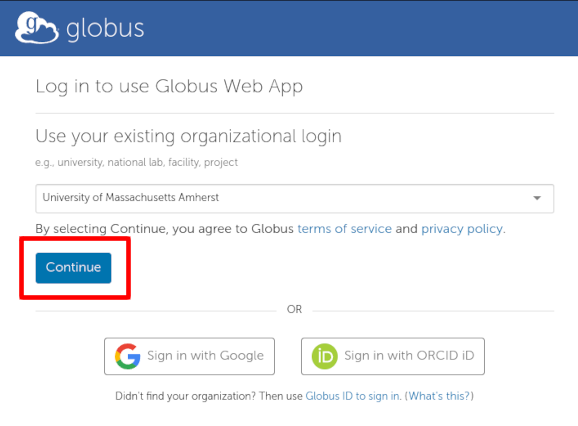 globus
Log in to use Globus Web App
Use your existing organizational login
e.g., university, national lab, facility, project
University of Massachusetts Amherst
By selecting Continue, you agree to Globus terms of service and privacy policy.
Continue
OR
Sign in with Google
iD Sign in with ORCID iD
Didn't find your organization? Then use Globus ID to sign in. (What's this?)